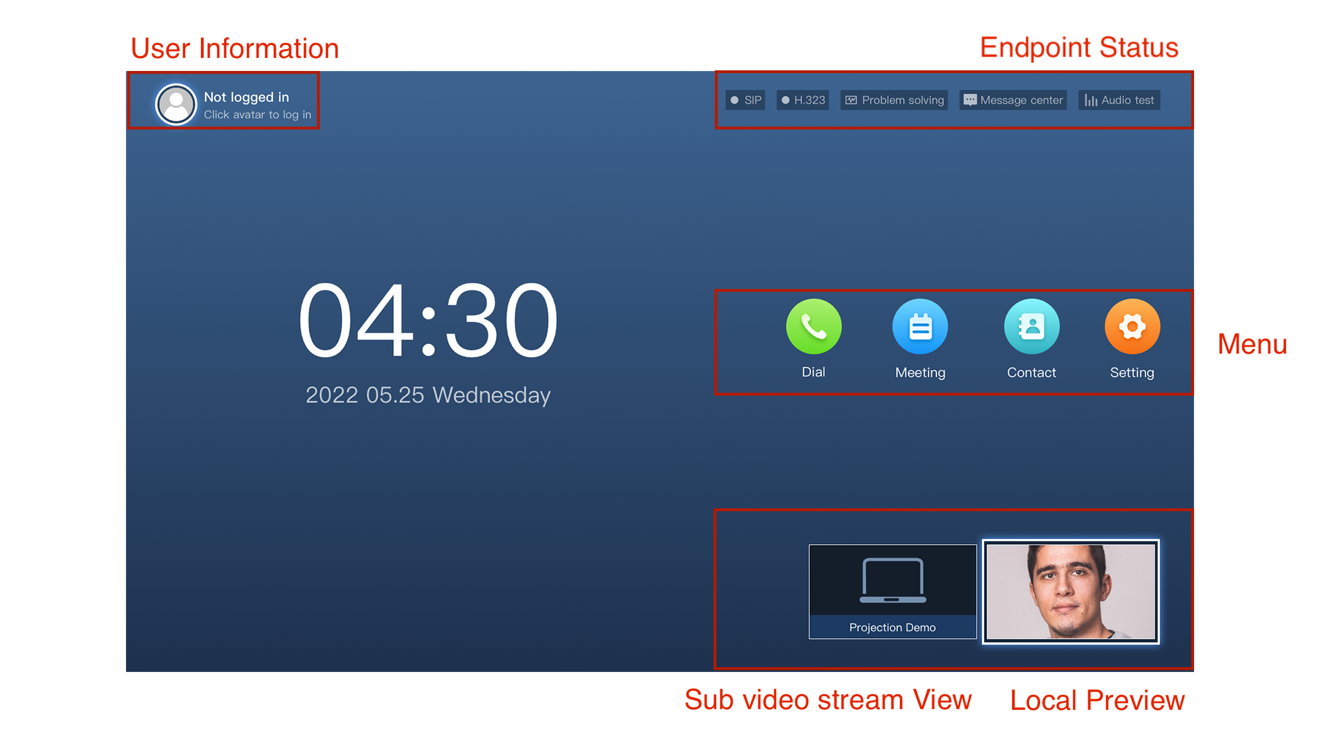 User Information
Endpoint Status
Not logged in
Click avatar to log in
SIP
H.323
Problem solving
Message center
Audio test
04:30
2022 05.25 Wednesday
Dial
Meeting
Contact
Setting
Menu
Projection Demo
Sub video stream View
Local Preview